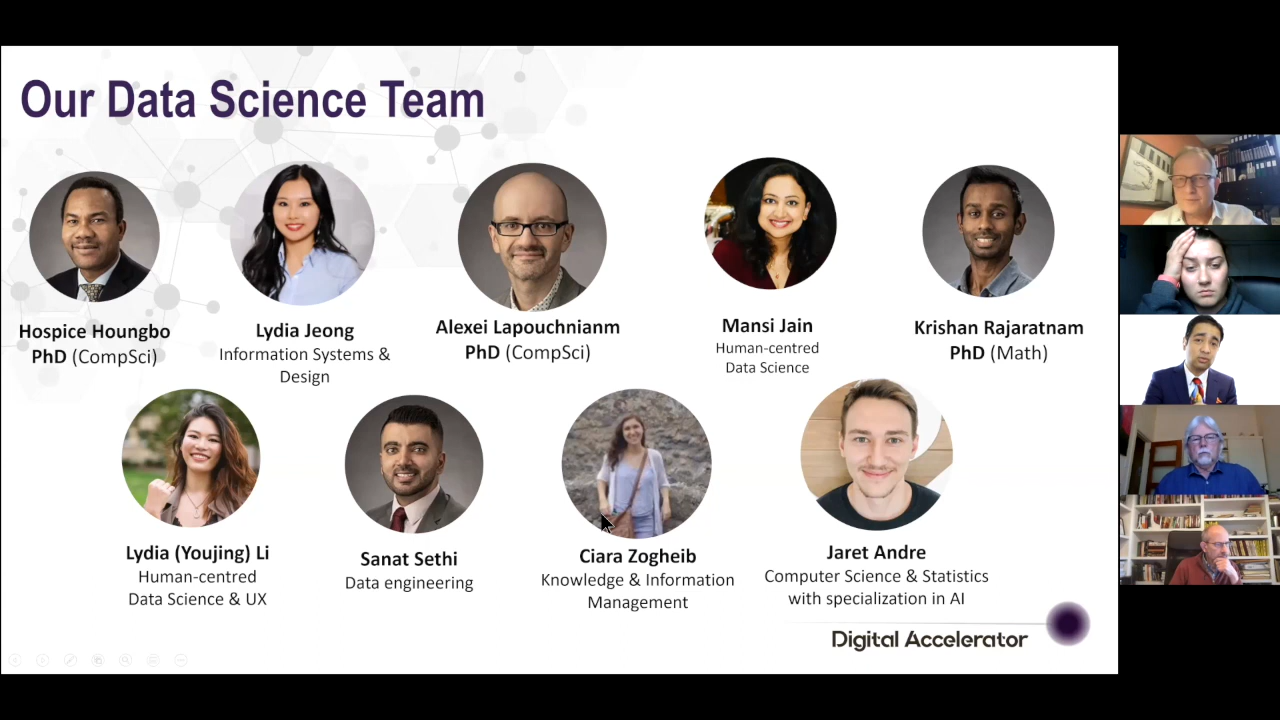 Our Data Science Team
Hospice Houngbo
PhD (CompSci)
Lydia Jeong
Information Systems &
Design
Alexei Lapouchnianm
PhD (CompSci)
Mansi Jain
Human-centred
Data Science
Krishan Rajaratnam
PhD (Math)
Lydia (Youjing) Li
Human-centred
Data Science & UX
Sanat Sethi
Data engineering
Ciara Zogheib
Knowledge & Information
Management
Jaret Andre
Computer Science & Statistics
with specialization in AI
Digital Accelerator